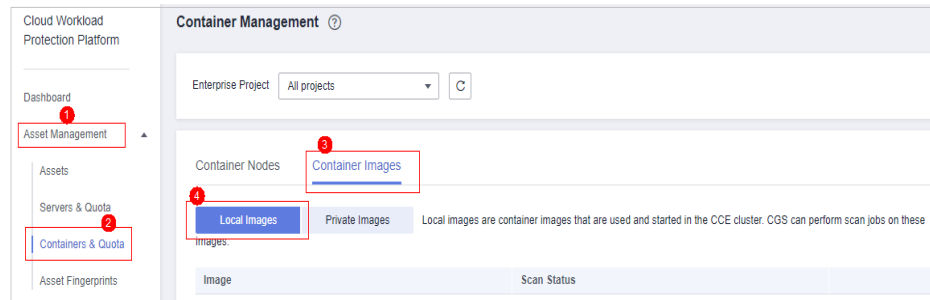 Cloud Workload
Protection Platform
Dashboard
1
Asset Management
Assets
Servers & Quota
2
Containers & Quota
Asset Fingerprints
Container Management ?
Enterprise Project All projects
3
Container Nodes Container Images
4
Local Images Private Images Local images are container images that are used and started in the CCE cluster. CGS can perform scan jobs on these
images.
Image Scan Status